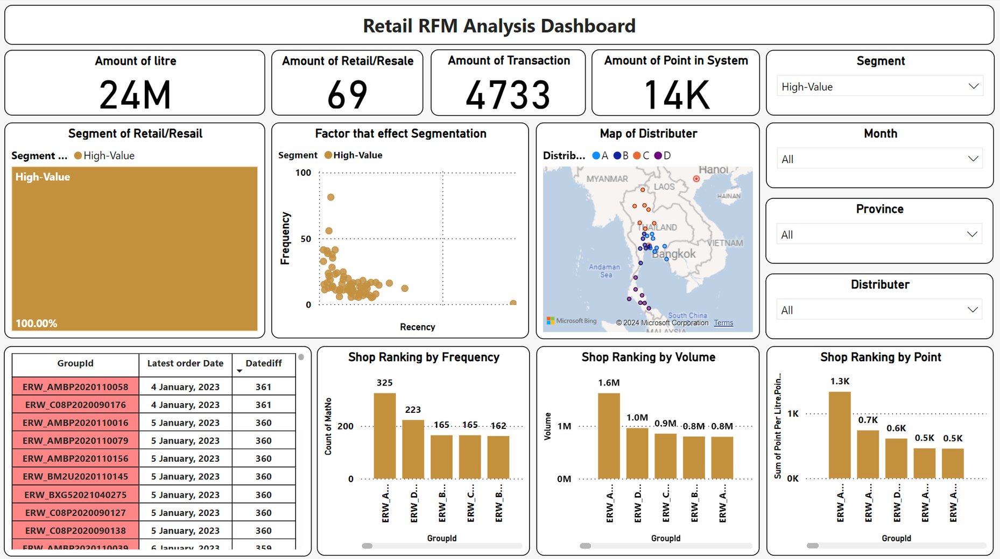 Retail RFM Analysis Dashboard
Amount of litre
24M
Amount of Retail/Resale
69
Amount of Transaction
4733
Amount of Point in System
14K
Segment
High-Value
Segment of Retail/Resail
Segment ... High-Value
High-Value
100.00%
Factor that effect Segmentation
Segment High-Value
100
50
0
Frequency
Recency
Map of Distributer
Distrib... A B C D
Hanoi
MYANMAR
LAOS
HAINAN
THAILAND
VIETNAM
Bangkok
Andaman
Sea
South China
MALAYSIA
Microsoft Bing
© 2024 Microsoft Corporation Terms
Month
All
Province
All
Distributer
All
GroupId Latest order Date Datediff
ERW_AMBP2020110058 4 January, 2023 361
ERW_C08P2020090176 4 January, 2023 361
ERW_AMBP2020110016 5 January, 2023 360
ERW_AMBP2020110079 5 January, 2023 360
ERW_AMBP2020110156 5 January, 2023 360
ERW_BM2U2020110145 5 January, 2023 360
ERW_BXG52021040275 5 January, 2023 360
ERW_C08P2020090127 5 January, 2023 360
ERW_C08P2020090138 5 January, 2023 360
ERW_AMBP2020110039 6 January, 2023 359
Shop Ranking by Frequency
Count of MatNo
200
0
325
223
165
165
162
ERW_A...
ERW_D...
ERW_B...
ERW_C...
ERW_B...
GroupId
Shop Ranking by Volume
Volume
1M
0M
1.6M
1.0M
0.9M
0.8M
0.8M
ERW_A...
ERW_D...
ERW_C...
ERW_B...
ERW_A...
GroupId
Shop Ranking by Point
Sum of Point Per Litre.Poin...
1K
0K
1.3K
0.7K
0.6K
0.5K
0.5K
ERW_A...
ERW_A...
ERW_D...
ERW_A...
ERW_A...
GroupId